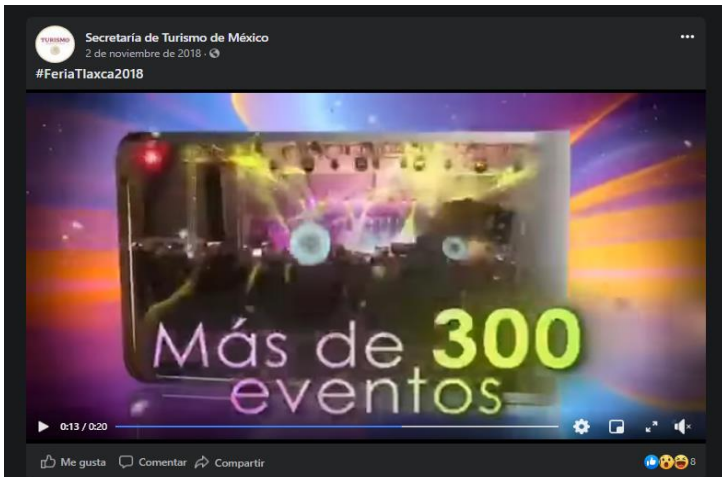 TURISMO
Secretaría de Turismo de México
2 de noviembre de 2018 ·
#FeriaTlaxca2018
Más de 300
eventos
0:13 / 0:20
Me gusta Comentar Compartir 8